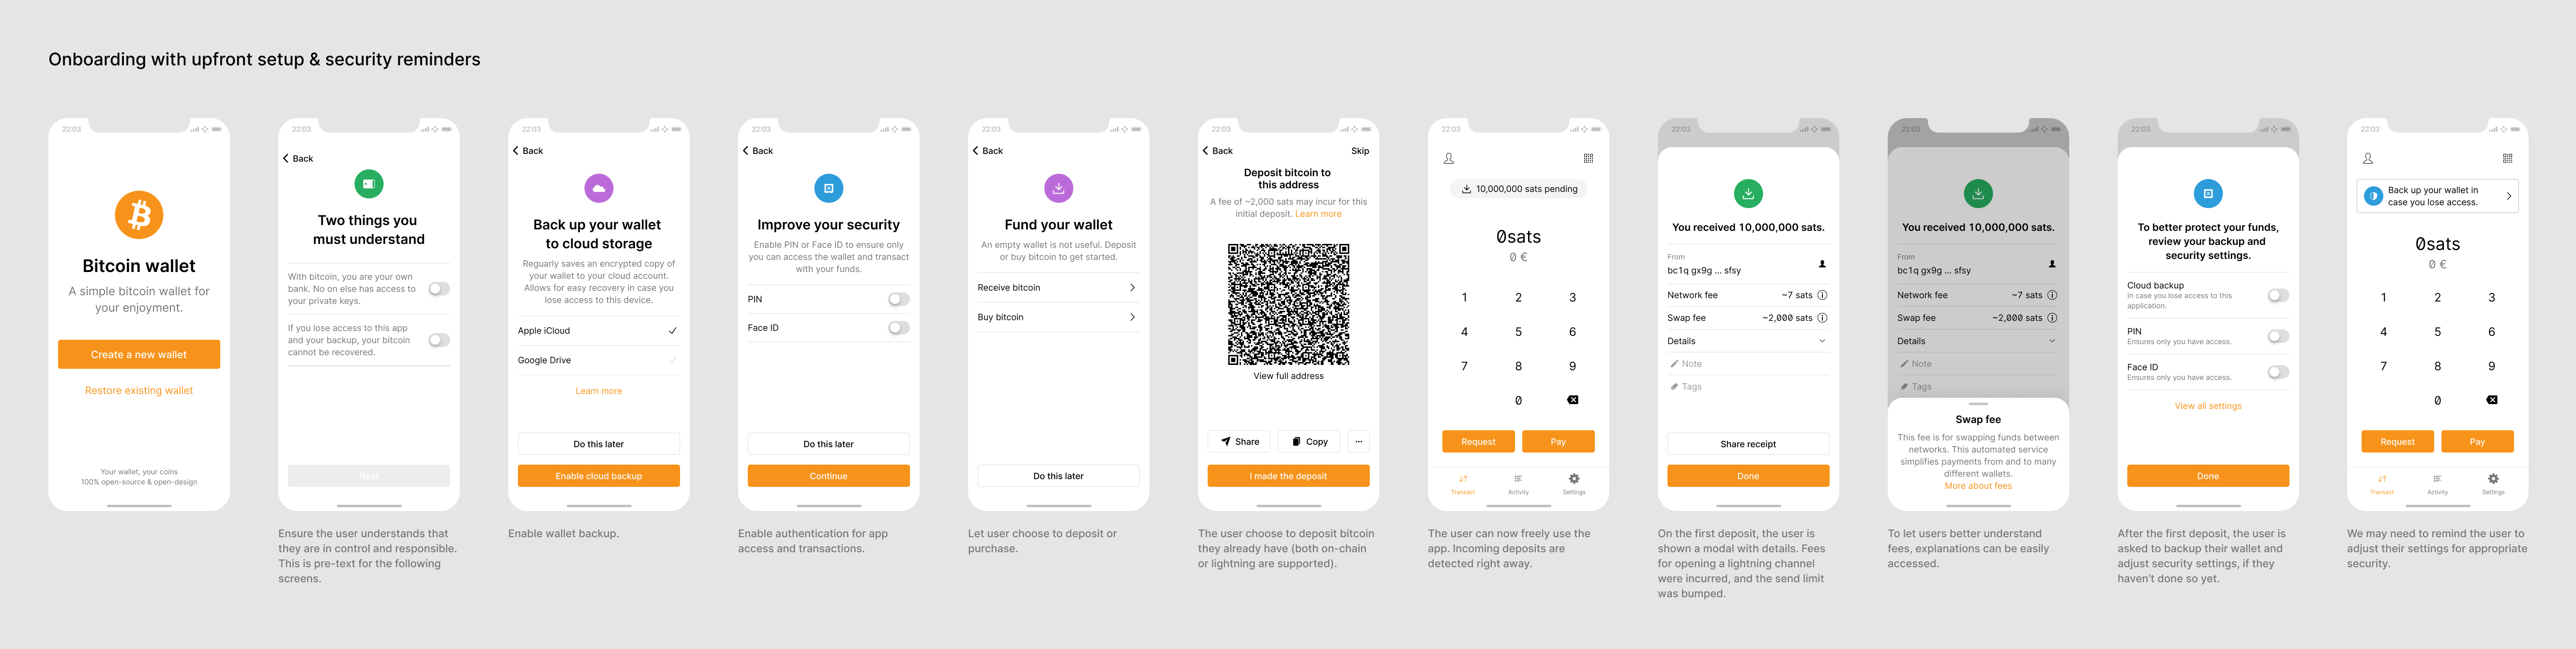 Onboarding with upfront setup & security reminders
22:03
Bitcoin wallet
A simple bitcoin wallet for
your enjoyment.
Create a new wallet
Restore existing wallet
Your wallet, your coins
100% open-source & open-design
22:03
Back
Two things you
must understand
With bitcoin, you are your own
bank. No on else has access to
your private keys.
If you lose access to this app
and your backup, your bitcoin
cannot be recovered.
Next
Ensure the user understands that
they are in control and responsible.
This is pre-text for the following
screens.
22:03
Back
Back up your wallet
to cloud storage
Reguarly saves an encrypted copy of
your wallet to your cloud account.
Allows for easy recovery in case you
lose access to this device.
Apple iCloud
Google Drive
Learn more
Do this later
Enable cloud backup
Enable wallet backup.
22:03
Back
Improve your security
Enable PIN or Face ID to ensure only
you can access the wallet and transact
with your funds.
PIN
Face ID
Do this later
Continue
Enable authentication for app
access and transactions.
22:03
Back
Fund your wallet
An empty wallet is not useful. Deposit
or buy bitcoin to get started.
Receive bitcoin
Buy bitcoin
Do this later
Let user choose to deposit or
purchase.
22:03
Back
Skip
Deposit bitcoin to
this address
A fee of ~2,000 sats may incur for this
initial deposit. Learn more
View full address
Share
Copy
...
I made the deposit
The user choose to deposit bitcoin
they already have (both on-chain
or lightning are supported).
22:03
10,000,000 sats pending
0sats
0 €
1 2 3
4 5 6
7 8 9
0
Request
Pay
Transact
Activity
Settings
The user can now freely use the
app. Incoming deposits are
detected right away.
22:03
You received 10,000,000 sats.
From
bc1q gx9g ... sfsy
Network fee ~7 sats
Swap fee ~2,000 sats
Details
Note
Tags
Share receipt
Done
On the first deposit, the user is
shown a modal with details. Fees
for opening a lightning channel
were incurred, and the send limit
was bumped.
22:03
You received 10,000,000 sats.
From
bc1q gx9g ... sfsy
Network fee ~7 sats
Swap fee ~2,000 sats
Details
Note
Tags
Swap fee
This fee is for swapping funds between
networks. This automated service
simplifies payments from and to many
different wallets.
More about fees
To let users better understand
fees, explanations can be easily
accessed.
22:03
To better protect your funds,
review your backup and
security settings.
Cloud backup
In case you lose access to this
application.
PIN
Ensures only you have access.
Face ID
Ensures only you have access.
View all settings
Done
After the first deposit, the user is
asked to backup their wallet and
adjust security settings, if they
haven't done so yet.
22:03
Back up your wallet in
case you lose access.
0sats
0 €
1 2 3
4 5 6
7 8 9
0
Request
Pay
Transact
Activity
Settings
We may need to remind the user to
adjust their settings for appropriate
security.